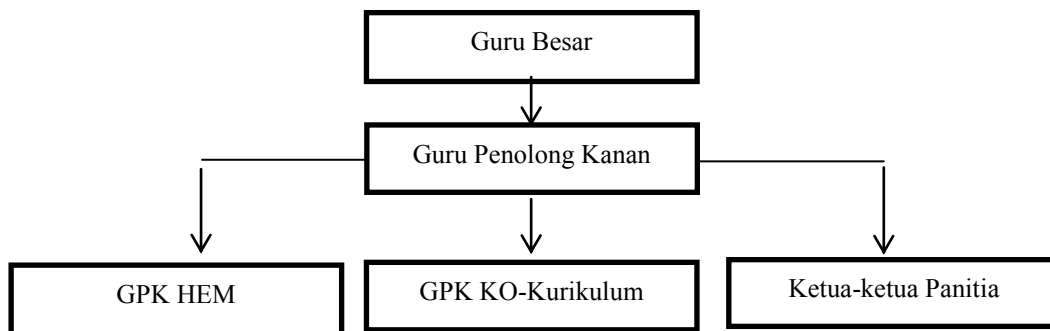 Guru Besar
Guru Penolong Kanan
GPK HEM
GPK KO-Kurikulum
Ketua-ketua Panitia